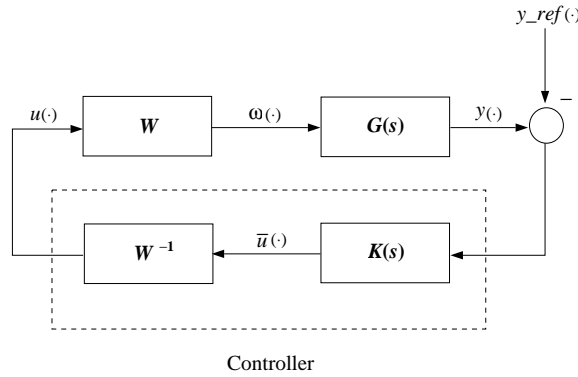 y_ref(·)
−
u(·)
W
ω(·)
G(s)
y(·)
W⁻¹
u̅(·)
K(s)
Controller